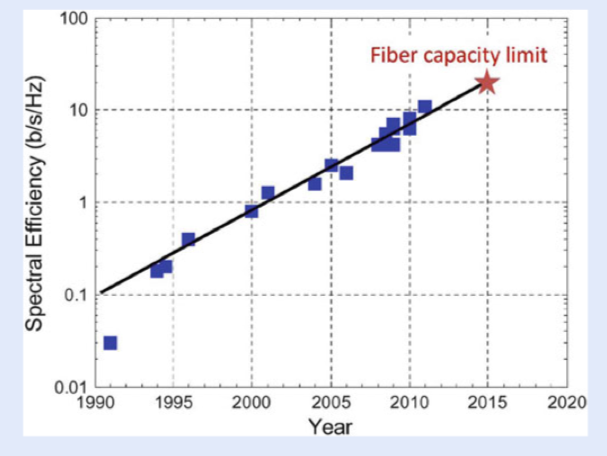 100
Fiber capacity limit
10
1
0.1
0.01
Spectral Efficiency (b/s/Hz)
1990 1995 2000 2005 2010 2015 2020
Year